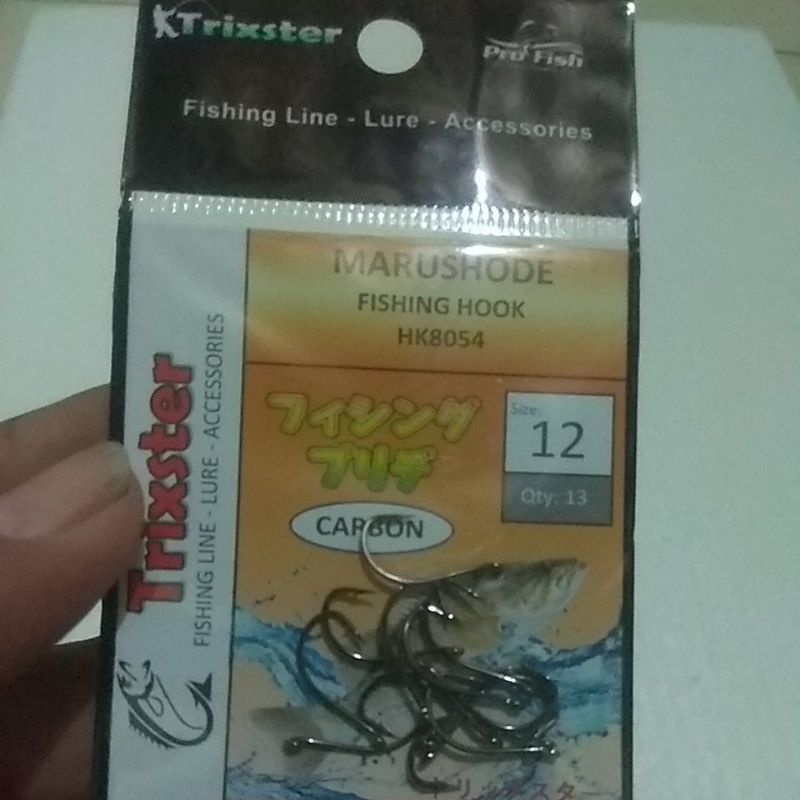 Trixster
Pro Fish
Fishing Line - Lure - Accessories
MARUSHODE
FISHING HOOK
HK8054
フィシング
ブリデ
Size:
12
Qty: 13
CARBON
Trixster
FISHING LINE - LURE - ACCESSORIES